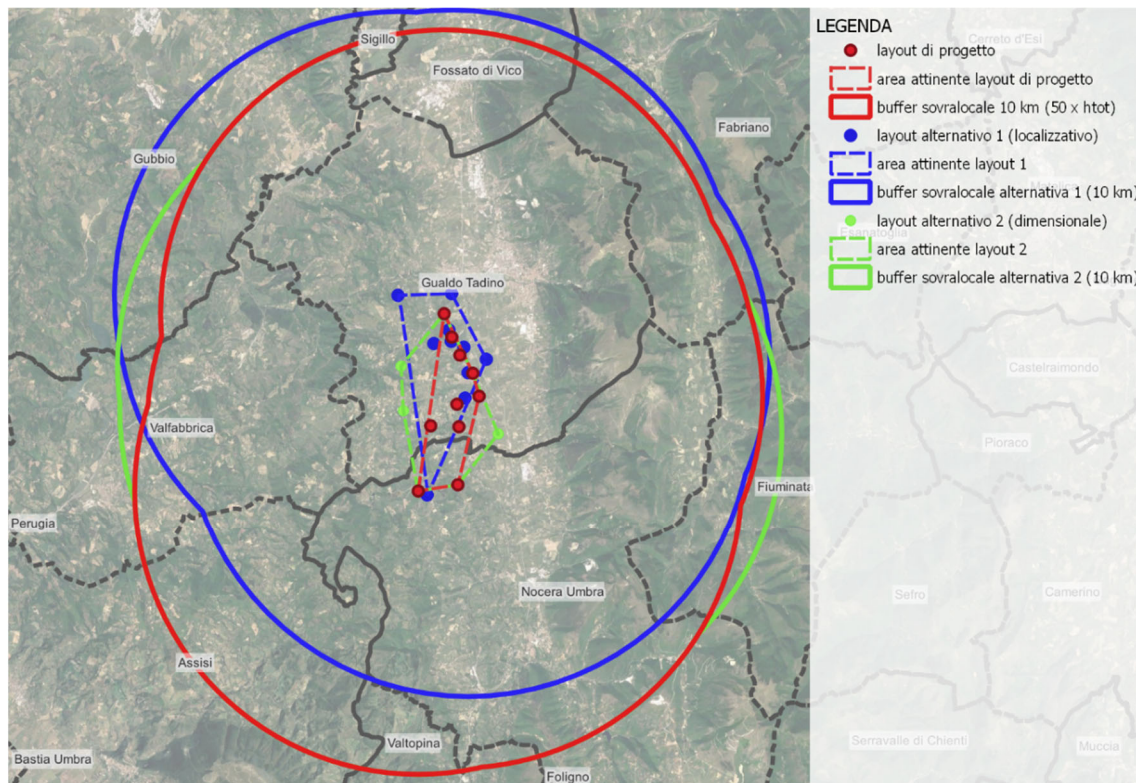 LEGENDA
layout di progetto
area attinente layout di progetto
buffer sovralocale 10 km (50 x htot)
layout alternativo 1 (localizzativo)
area attinente layout 1
buffer sovralocale alternativa 1 (10 km)
layout alternativo 2 (dimensionale)
area attinente layout 2
buffer sovralocale alternativa 2 (10 km)
Cerreto d'Esi
Sigillo
Fossato di Vico
Fabriano
Gubbio
Esanatoglia
Gualdo Tadino
Castelraimondo
Valfabbrica
Pioraco
Fiuminata
Perugia
Nocera Umbra
Sefro
Camerino
Assisi
Valtopina
Serravalle di Chienti
Muccia
Bastia Umbra
Foligno